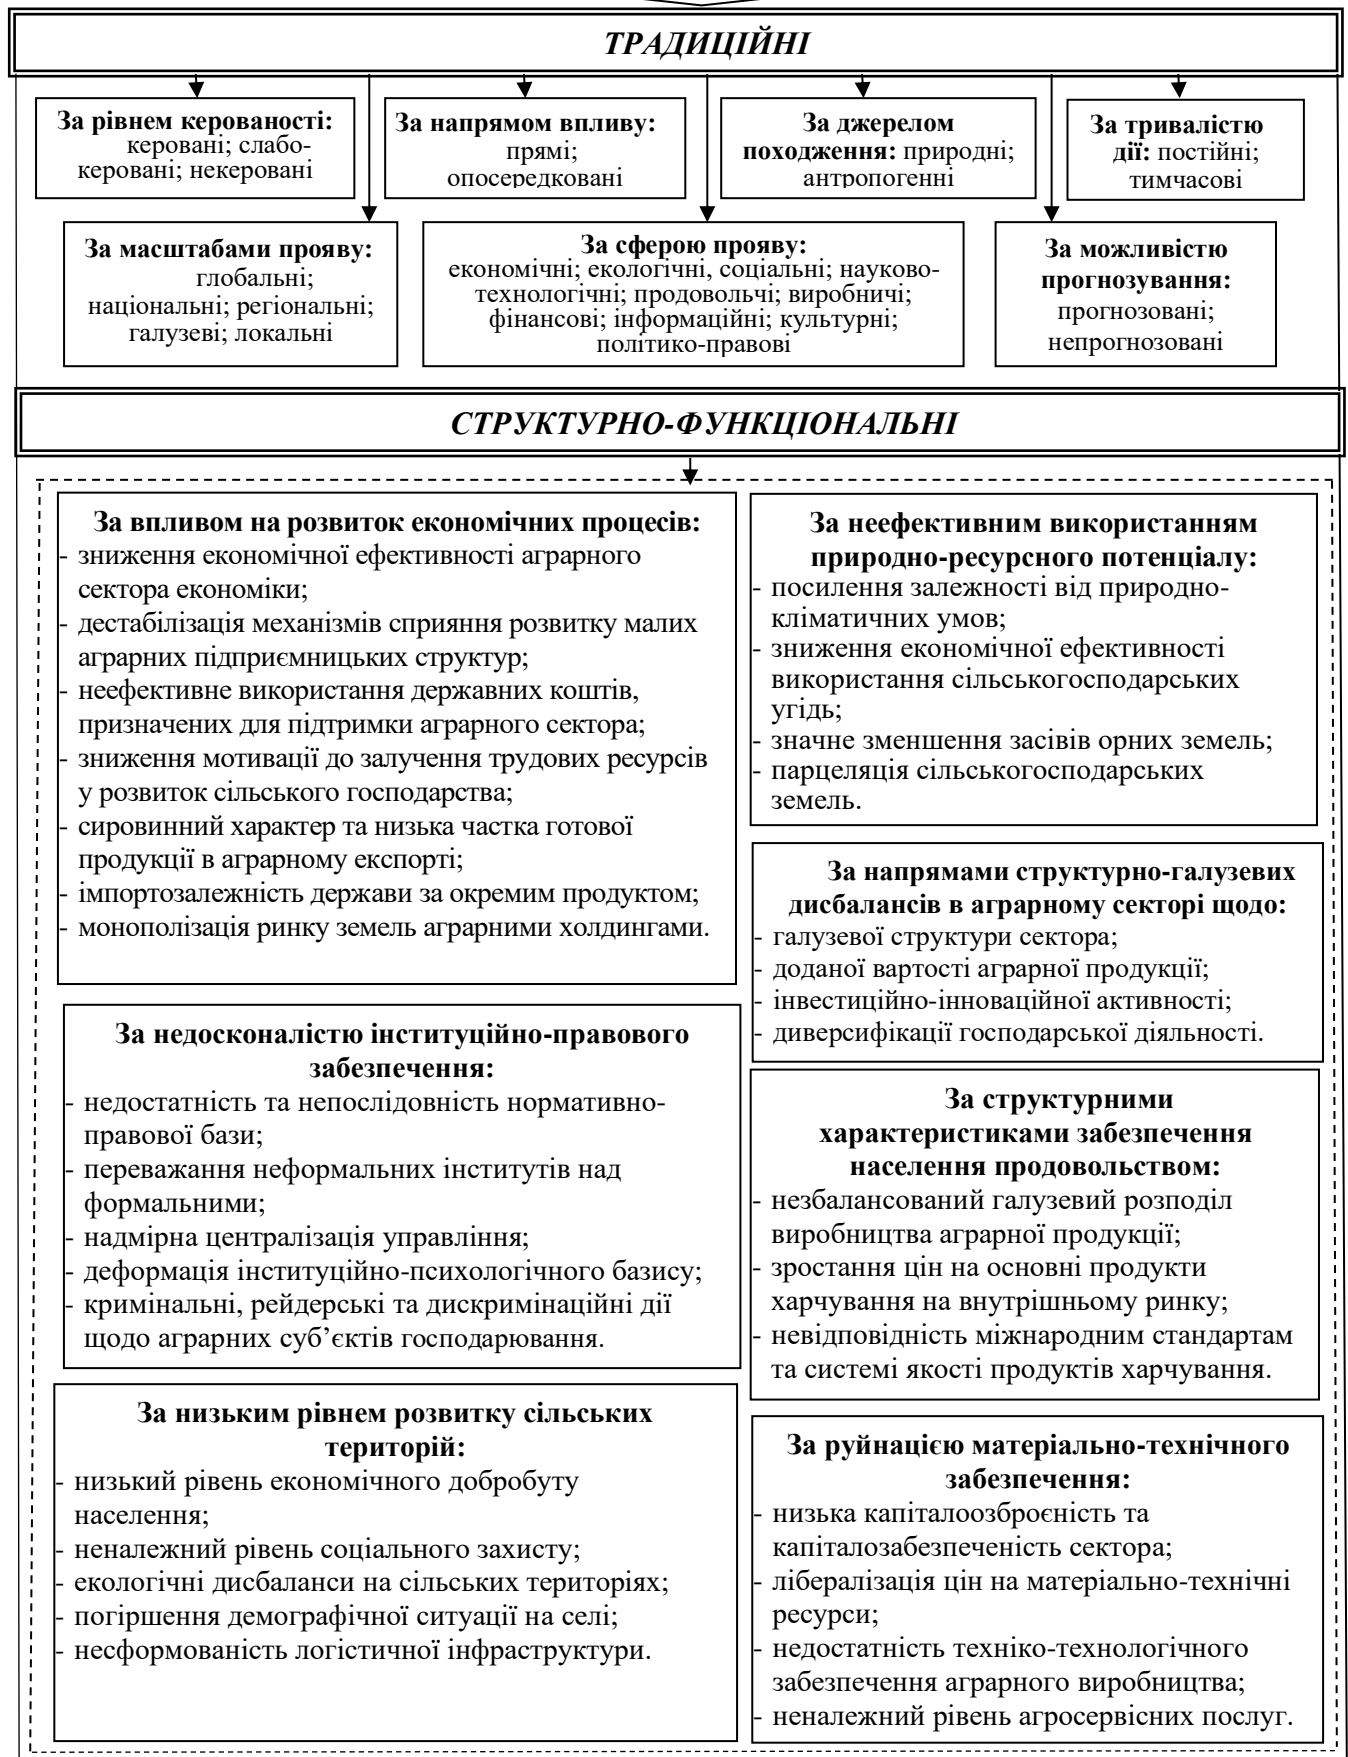 ТРАДИЦІЙНІ
За рівнем керованості:
керовані; слабо-
керовані; некеровані
За напрямом впливу:
прямі;
опосередковані
За джерелом
походження: природні;
антропогенні
За тривалістю
дії: постійні;
тимчасові
За масштабами прояву:
глобальні;
національні; регіональні;
галузеві; локальні
За сферою прояву:
економічні; екологічні, соціальні; науково-
технологічні; продовольчі; виробничі;
фінансові; інформаційні; культурні;
політико-правові
За можливістю
прогнозування:
прогнозовані;
непрогнозовані
СТРУКТУРНО-ФУНКЦІОНАЛЬНІ
За впливом на розвиток економічних процесів:
- зниження економічної ефективності аграрного
сектора економіки;
- дестабілізація механізмів сприяння розвитку малих
аграрних підприємницьких структур;
- неефективне використання державних коштів,
призначених для підтримки аграрного сектора;
- зниження мотивації до залучення трудових ресурсів
у розвиток сільського господарства;
- сировинний характер та низька частка готової
продукції в аграрному експорті;
- імпортозалежність держави за окремим продуктом;
- монополізація ринку земель аграрними холдингами.
За недосконалістю інституційно-правового
забезпечення:
- недостатність та непослідовність нормативно-
правової бази;
- переважання неформальних інститутів над
формальними;
- надмірна централізація управління;
- деформація інституційно-психологічного базису;
- кримінальні, рейдерські та дискримінаційні дії
щодо аграрних суб’єктів господарювання.
За низьким рівнем розвитку сільських
територій:
- низький рівень економічного добробуту
населення;
- неналежний рівень соціального захисту;
- екологічні дисбаланси на сільських територіях;
- погіршення демографічної ситуації на селі;
- несформованість логістичної інфраструктури.
За неефективним використанням
природно-ресурсного потенціалу:
- посилення залежності від природно-
кліматичних умов;
- зниження економічної ефективності
використання сільськогосподарських
угідь;
- значне зменшення засівів орних земель;
- парцеляція сільськогосподарських
земель.
За напрямами структурно-галузевих
дисбалансів в аграрному секторі щодо:
- галузевої структури сектора;
- доданої вартості аграрної продукції;
- інвестиційно-інноваційної активності;
- диверсифікації господарської діяльності.
За структурними
характеристиками забезпечення
населення продовольством:
- незбалансований галузевий розподіл
виробництва аграрної продукції;
- зростання цін на основні продукти
харчування на внутрішньому ринку;
- невідповідність міжнародним стандартам
та системі якості продуктів харчування.
За руйнацією матеріально-технічного
забезпечення:
- низька капіталоозброєність та
капіталозабезпеченість сектора;
- лібералізація цін на матеріально-технічні
ресурси;
- недостатність техніко-технологічного
забезпечення аграрного виробництва;
- неналежний рівень агросервісних послуг.